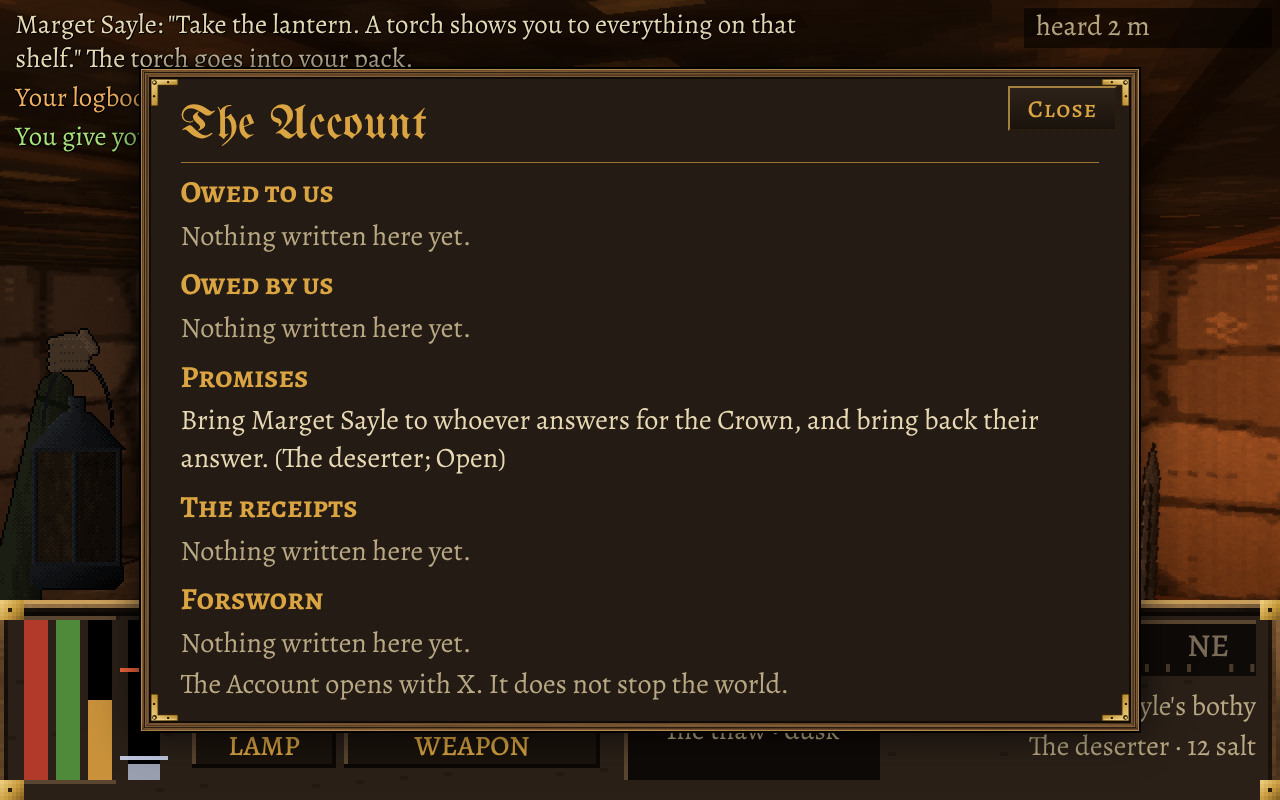 Marget Sayle: "Take the lantern. A torch shows you to everything on that
heard 2 m
shelf." The torch goes into your pack.
Your
You give
The Account
Close
Owed to us
Nothing written here yet.
Owed by us
Nothing written here yet.
Promises
Bring Marget Sayle to whoever answers for the Crown, and bring back their
answer. (The deserter; Open)
The receipts
Nothing written here yet.
Forsworn
Nothing written here yet.
The Account opens with X. It does not stop the world.
NE
bothy
LAMP
WEAPON
The thaw · dusk
The deserter · 12 salt